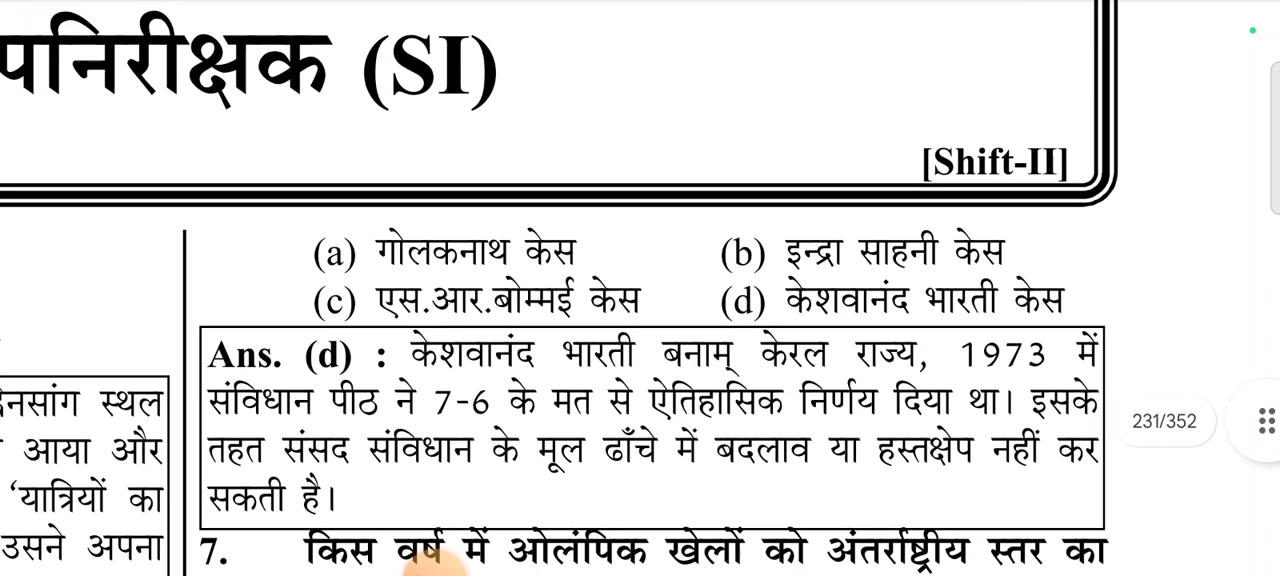 पनिरीक्षक (SI)
[Shift-II]
नसांग स्थल
आया और
‘यात्रियों का
उसने अपना
(a) गोलकनाथ केस (b) इन्द्रा साहनी केस
(c) एस.आर.बोम्मई केस (d) केशवानंद भारती केस
Ans. (d) : केशवानंद भारती बनाम् केरल राज्य, 1973 में
संविधान पीठ ने 7-6 के मत से ऐतिहासिक निर्णय दिया था। इसके
तहत संसद संविधान के मूल ढाँचे में बदलाव या हस्तक्षेप नहीं कर
सकती है।
7. किस वर्ष में ओलंपिक खेलों को अंतर्राष्ट्रीय स्तर का
231/352